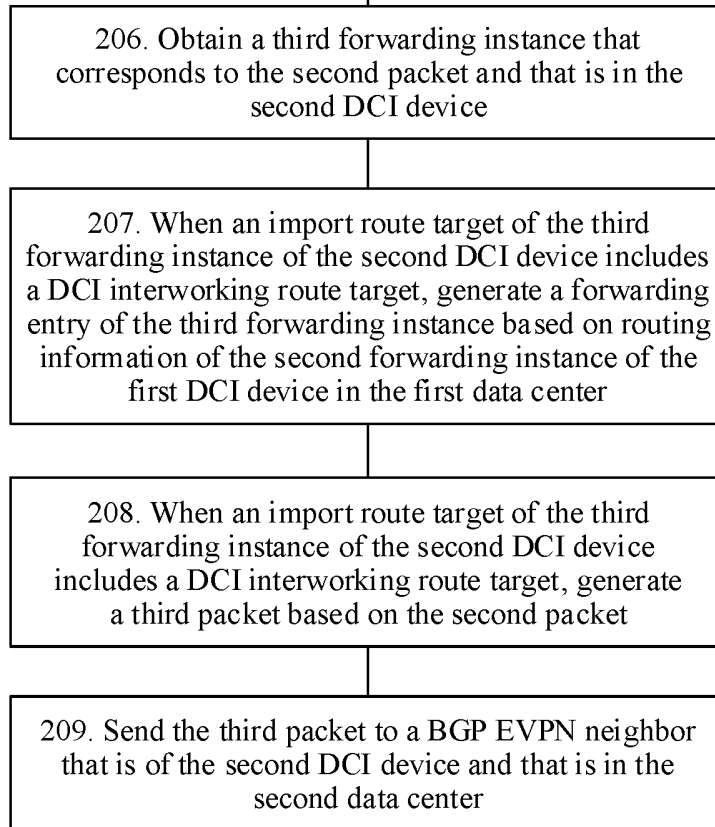 206. Obtain a third forwarding instance that
corresponds to the second packet and that is in the
second DCI device
207. When an import route target of the third
forwarding instance of the second DCI device includes
a DCI interworking route target, generate a forwarding
entry of the third forwarding instance based on routing
information of the second forwarding instance of the
first DCI device in the first data center
208. When an import route target of the third
forwarding instance of the second DCI device
includes a DCI interworking route target, generate
a third packet based on the second packet
209. Send the third packet to a BGP EVPN neighbor
that is of the second DCI device and that is in the
second data center